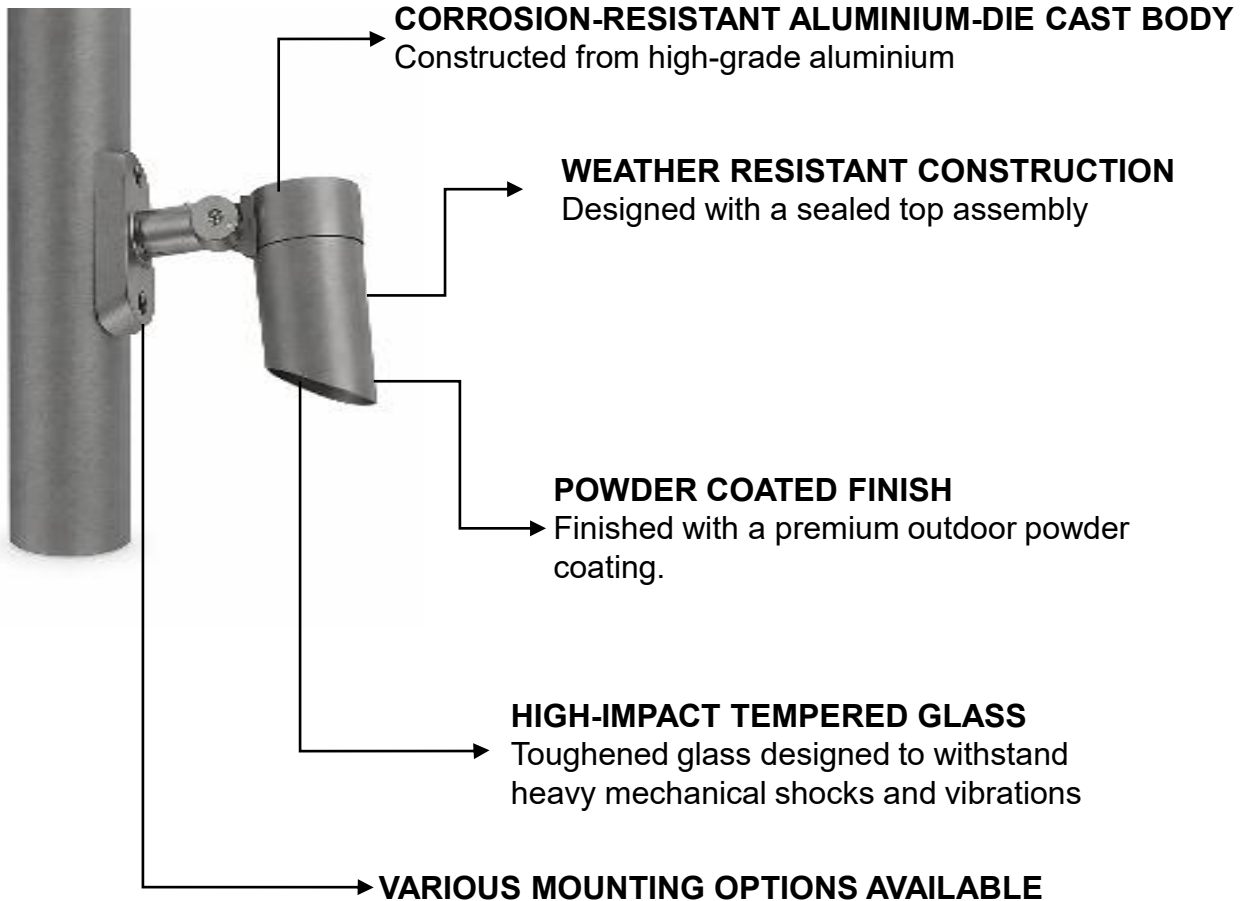 CORROSION-RESISTANT ALUMINIUM-DIE CAST BODY
Constructed from high-grade aluminium
WEATHER RESISTANT CONSTRUCTION
Designed with a sealed top assembly
POWDER COATED FINISH
Finished with a premium outdoor powder
coating.
HIGH-IMPACT TEMPERED GLASS
Toughened glass designed to withstand
heavy mechanical shocks and vibrations
VARIOUS MOUNTING OPTIONS AVAILABLE